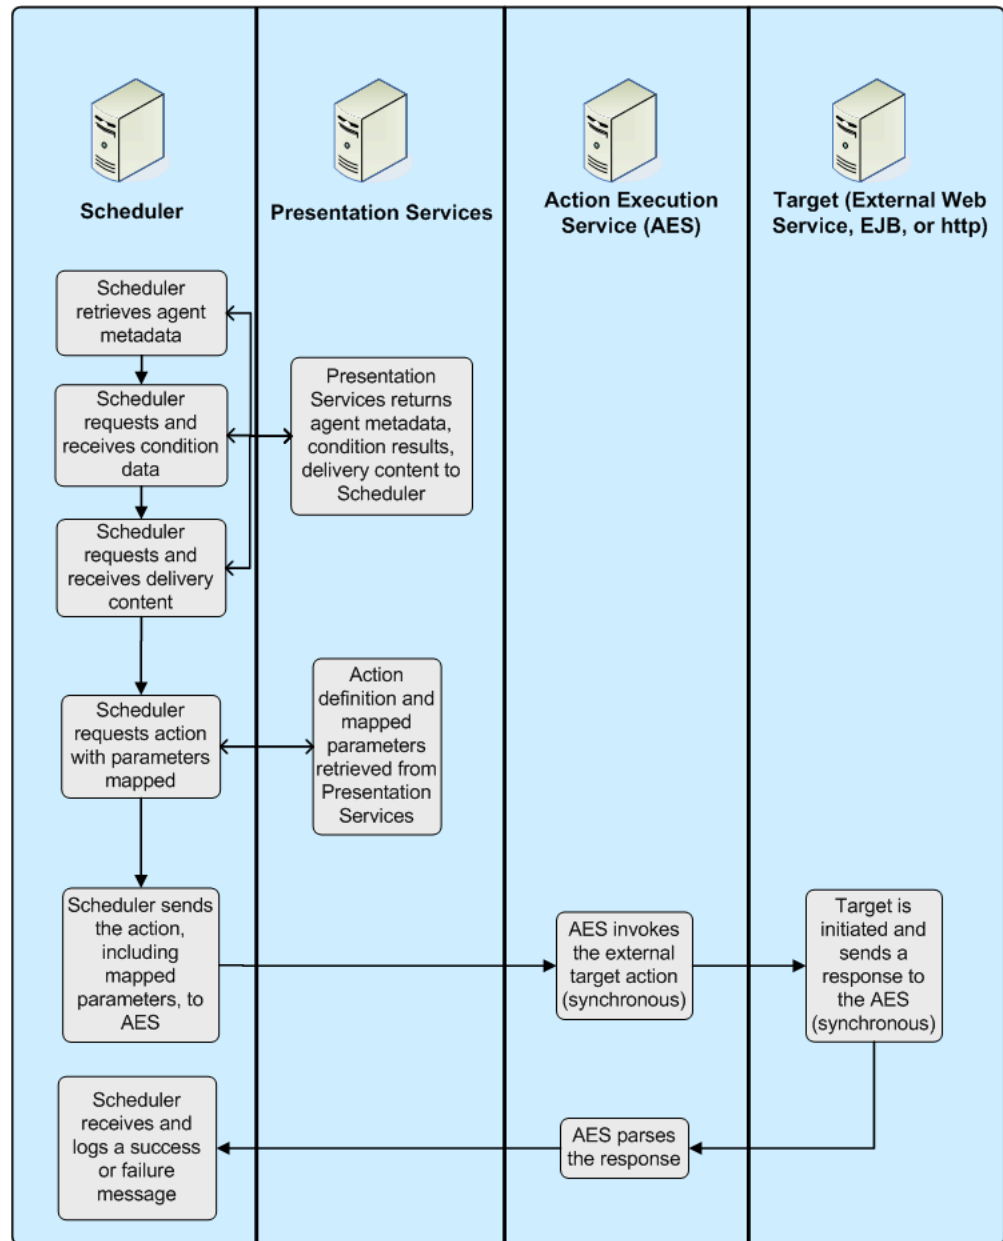 Scheduler
Presentation Services
Action Execution
Service (AES)
Target (External Web
Service, EJB, or http)
Scheduler
retrieves agent
metadata
Scheduler
requests and
receives condition
data
Presentation
Services returns
agent metadata,
condition results,
delivery content to
Scheduler
Scheduler
requests and
receives delivery
content
Scheduler
requests action
with parameters
mapped
Action
definition and
mapped
parameters
retrieved from
Presentation
Services
Scheduler sends
the action,
including
mapped
parameters, to
AES
AES invokes
the external
target action
(synchronous)
Target is
initiated and
sends a
response to
the AES
(synchronous)
Scheduler
receives and
logs a success
or failure
message
AES parses
the response